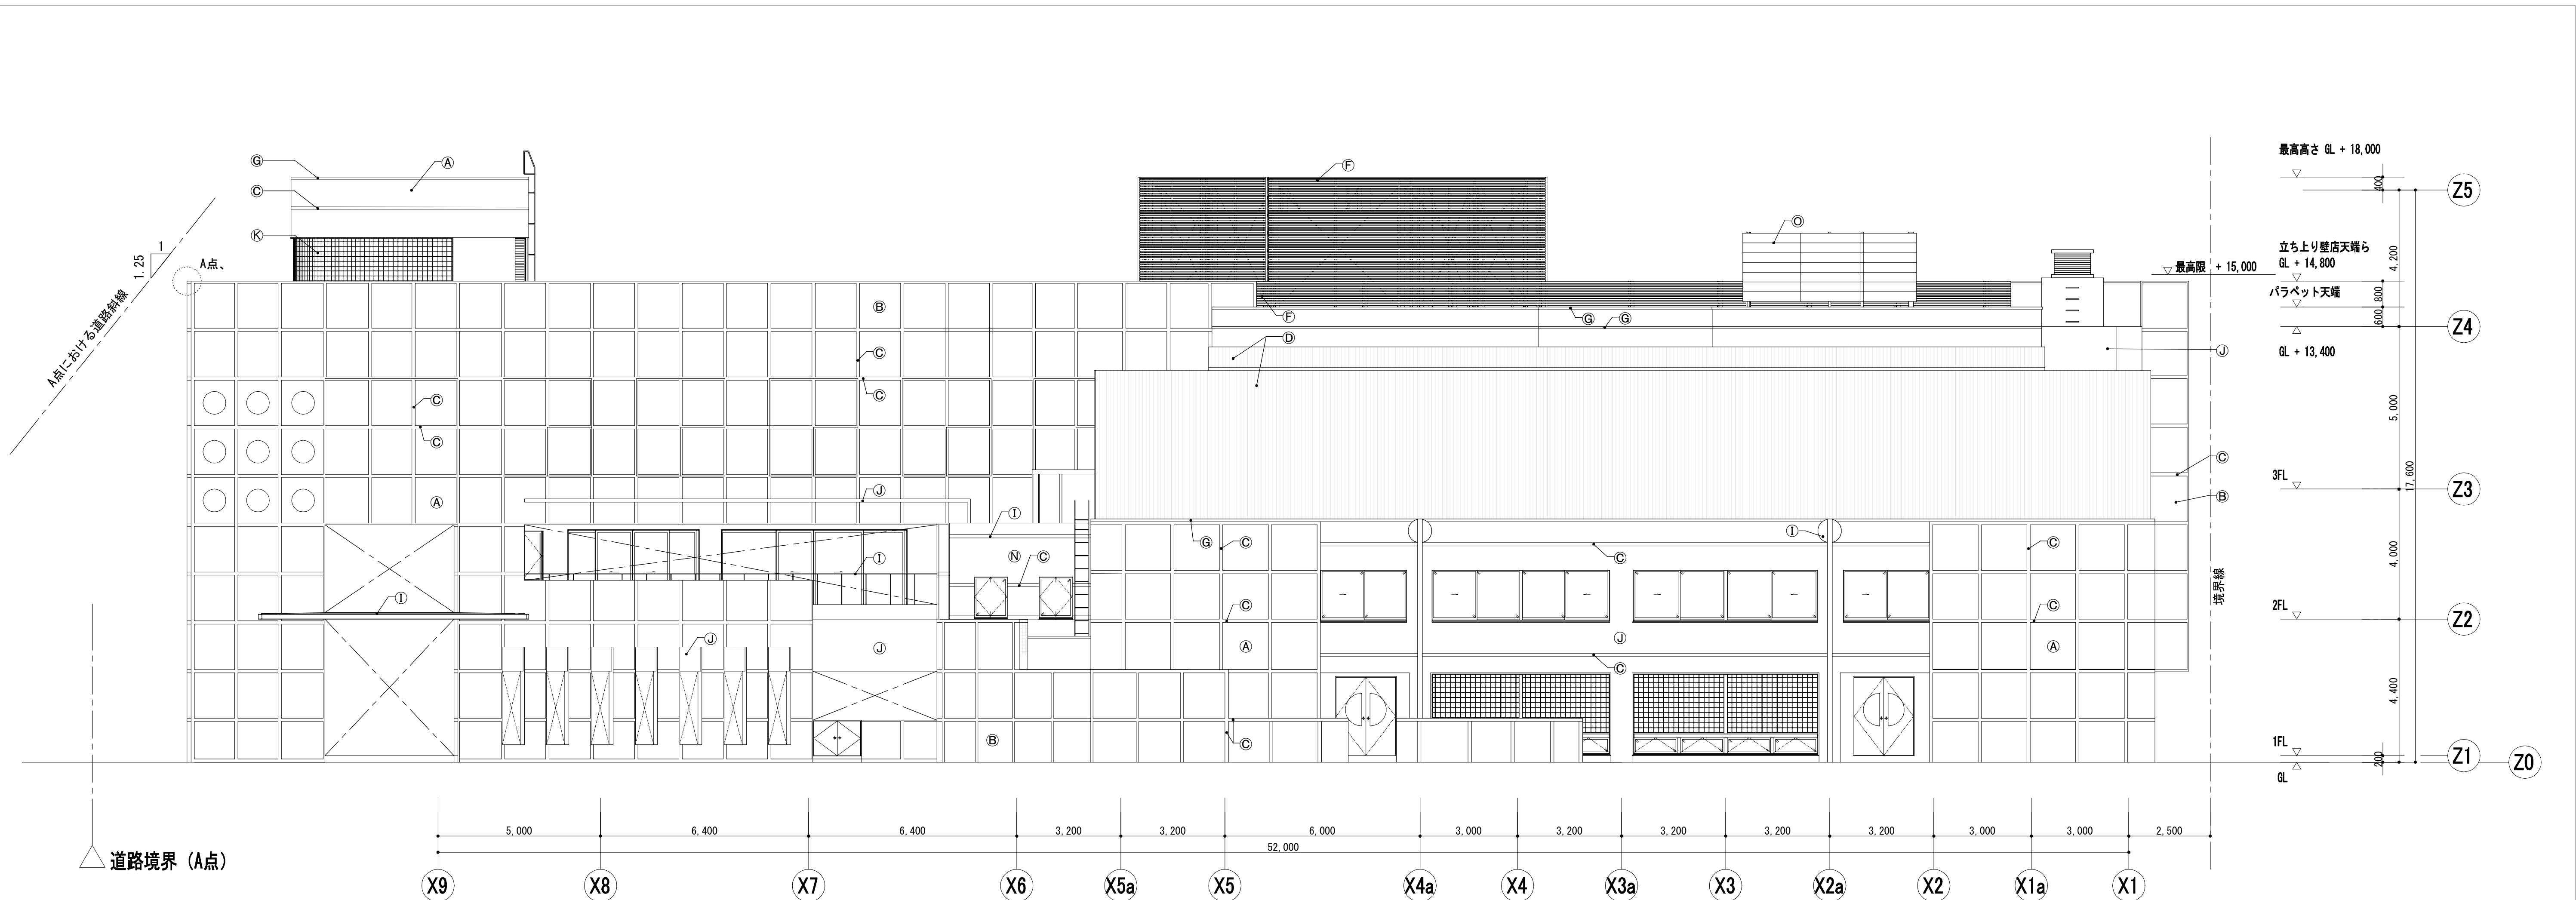 最高高さ GL + 18,000
400
Z5
Ⓖ
Ⓐ
Ⓕ
Ⓒ
Ⓞ
Ⓚ
1
1.25
A点、
立ち上り壁店天端ら
GL + 14,800
最高限 + 15,000
4,200
パラペット天端
800
A点における道路斜線
Ⓑ
Ⓕ
Ⓖ
Ⓖ
600
Z4
Ⓓ
Ⓒ
Ⓙ
GL + 13,400
Ⓒ
Ⓒ
Ⓒ
5,000
Ⓒ
3FL
17,600
Z3
Ⓐ
Ⓙ
Ⓑ
Ⓘ
Ⓘ
Ⓖ
Ⓒ
Ⓒ
Ⓒ
Ⓘ
Ⓝ
Ⓒ
4,000
境界線
Ⓘ
Ⓒ
Ⓒ
2FL
Z2
Ⓙ
Ⓙ
Ⓐ
Ⓙ
Ⓐ
Ⓒ
4,400
Ⓑ
Ⓒ
1FL
200
Z1
Z0
GL
5,000
6,400
6,400
3,200
3,200
6,000
3,000
3,200
3,200
3,200
3,200
3,000
3,000
2,500
52,000
道路境界（A点）
X9
X8
X7
X6
X5a
X5
X4a
X4
X3a
X3
X2a
X2
X1a
X1